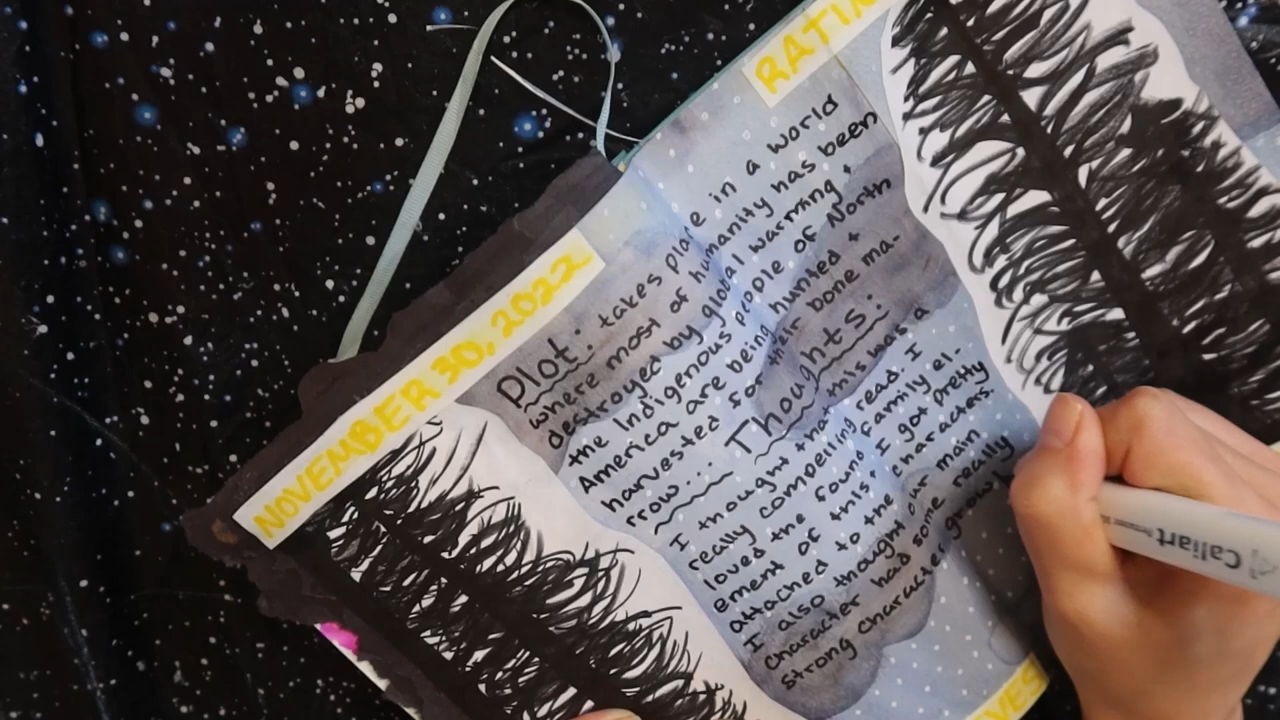 NOVEMBER 30, 2022
RATIN
Plot: takes place in a world
where most of humanity has been
destroyed by global warming +
the Indigenous people of North
America are being hunted +
harvested for their bone ma-
rrow... Thoughts:
I thought that this was a
really compelling read. I
loved the found family el-
ement of this. I got pretty
attached to the characters.
I also thought our main
character had some really
strong character growt
VES
Caliart